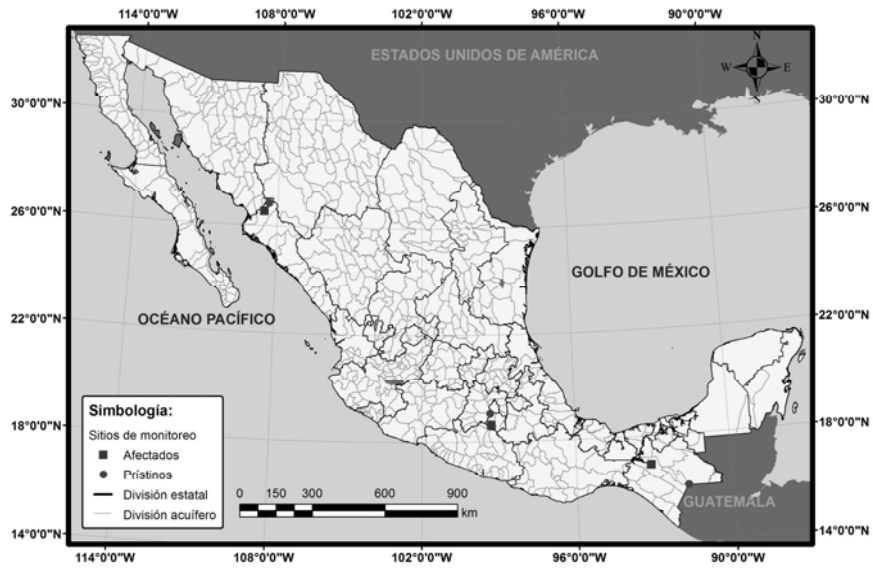 114°0'0"W 108°0'0"W 102°0'0"W 96°0'0"W 90°0'0"W
ESTADOS UNIDOS DE AMÉRICA
N
W E
S
30°0'0"N 30°0'0"N
26°0'0"N 26°0'0"N
GOLFO DE MÉXICO
OCÉANO PACÍFICO
22°0'0"N 22°0'0"N
Simbología:
Sitios de monitoreo
Afectados
Prístinos
División estatal
División acuífero
18°0'0"N 18°0'0"N
0 150 300 600 900
km
GUATEMALA
14°0'0"N 14°0'0"N
114°0'0"W 108°0'0"W 102°0'0"W 96°0'0"W 90°0'0"W